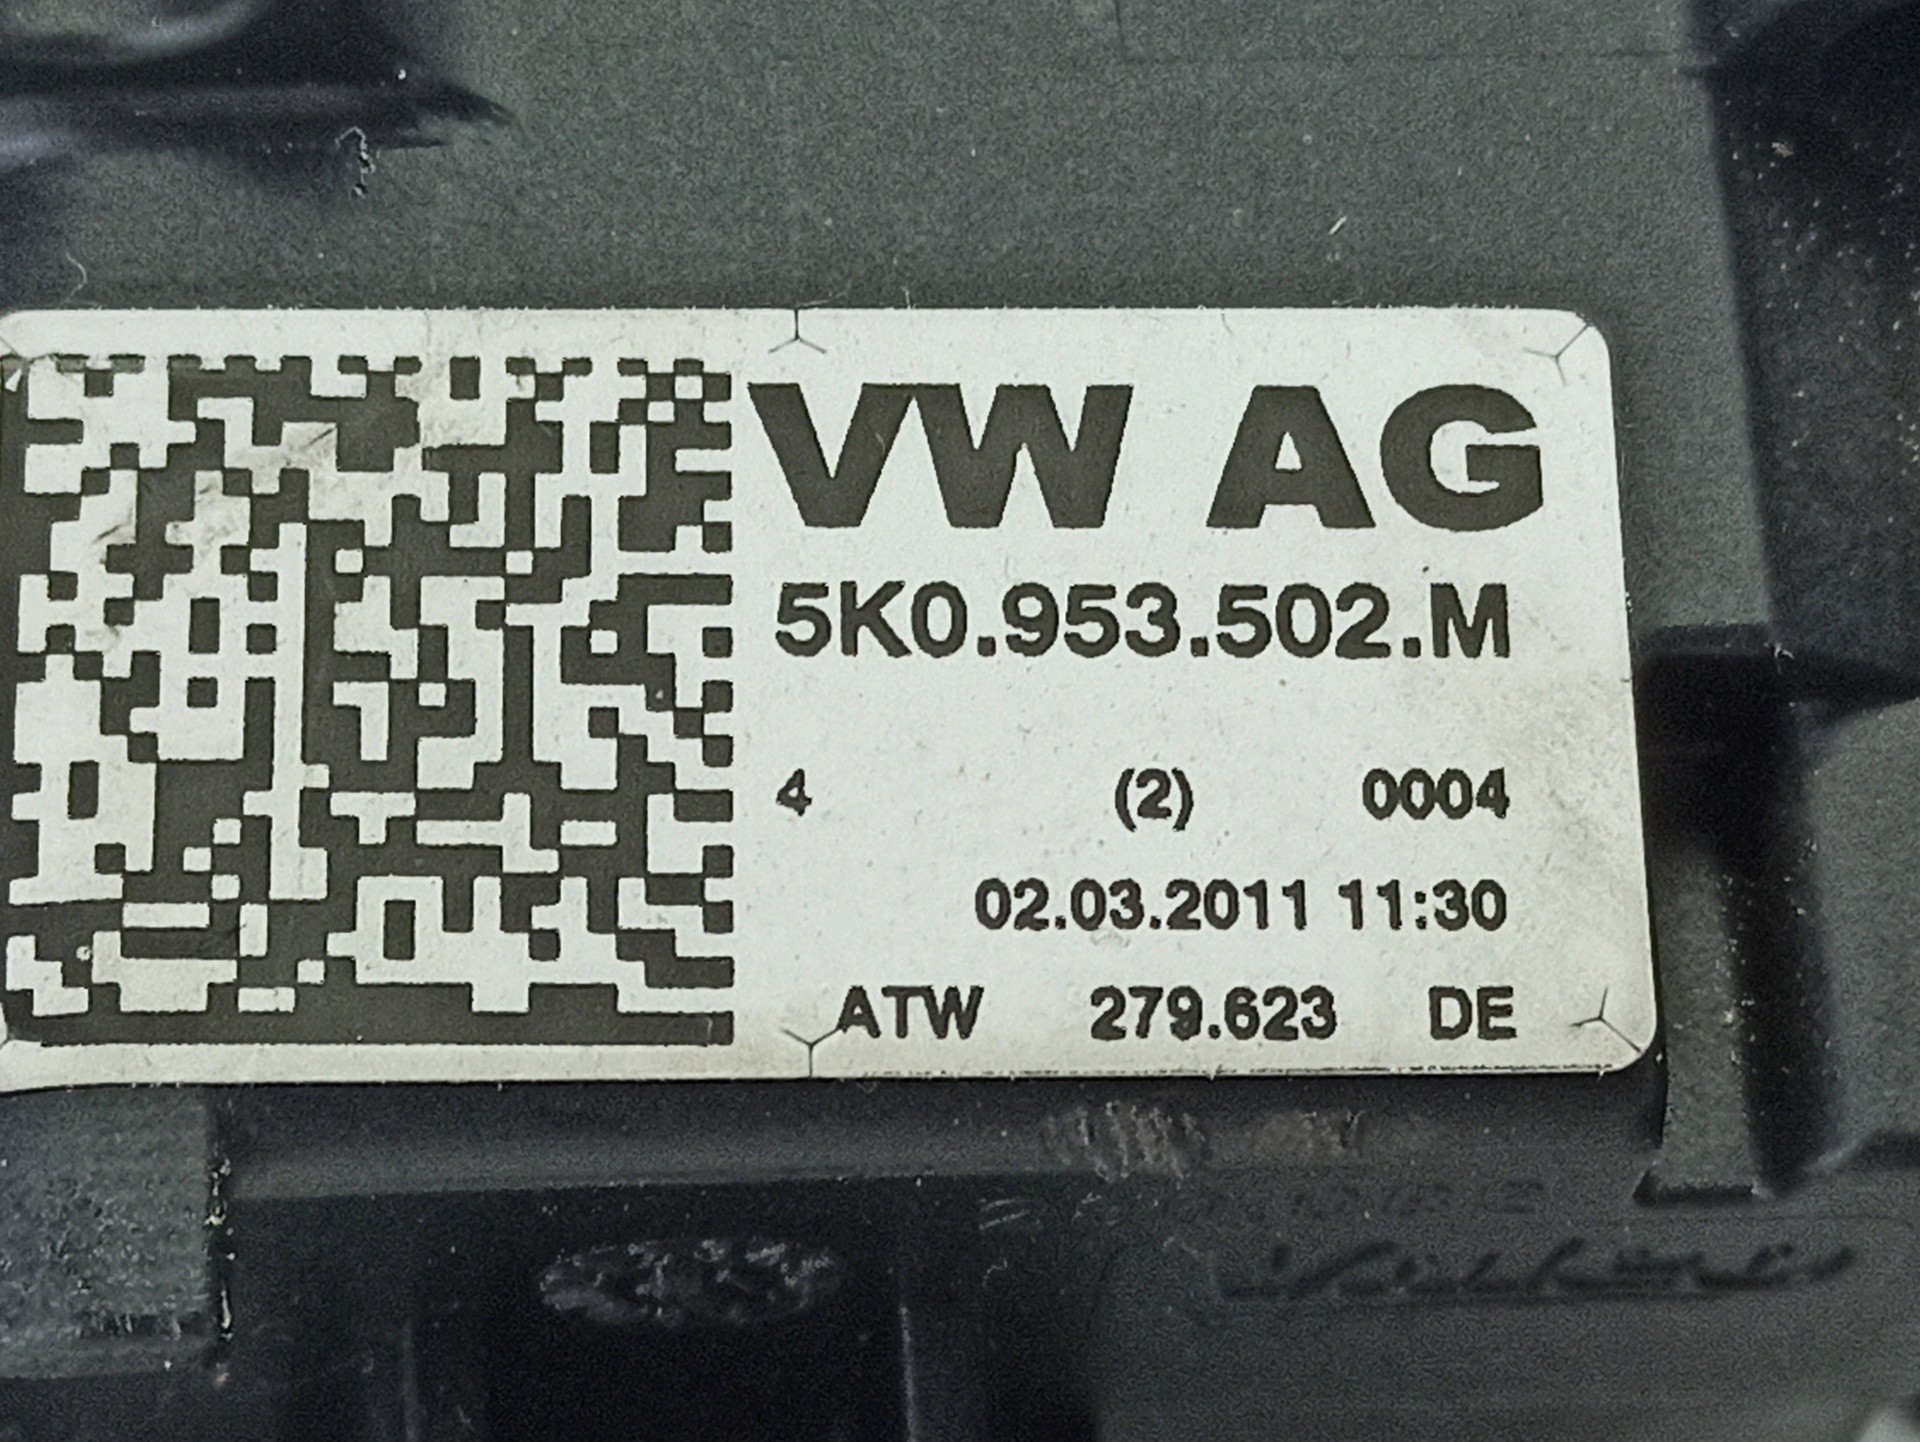 VW AG
5K0.953.502.M
4 (2) 0004
02.03.2011 11:30
ATW 279.623 DE